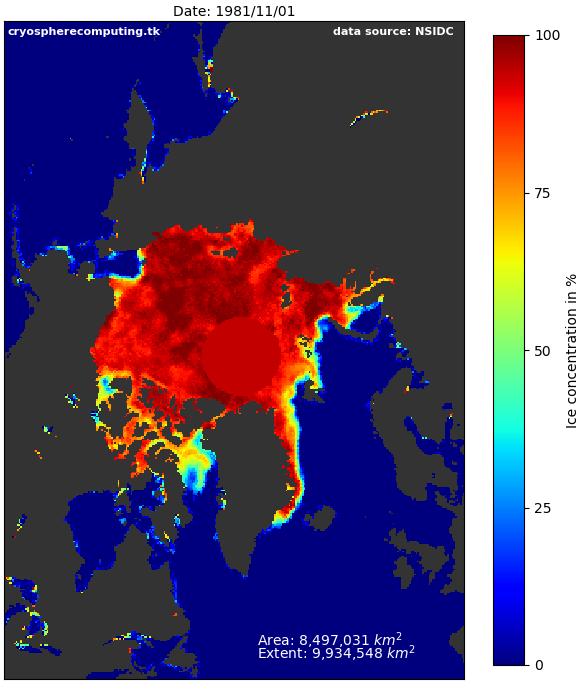 Date: 1981/11/01
cryospherecomputing.tk
data source: NSIDC
100
75
50
25
0
Ice concentration in %
Area: 8,497,031 km²
Extent: 9,934,548 km²